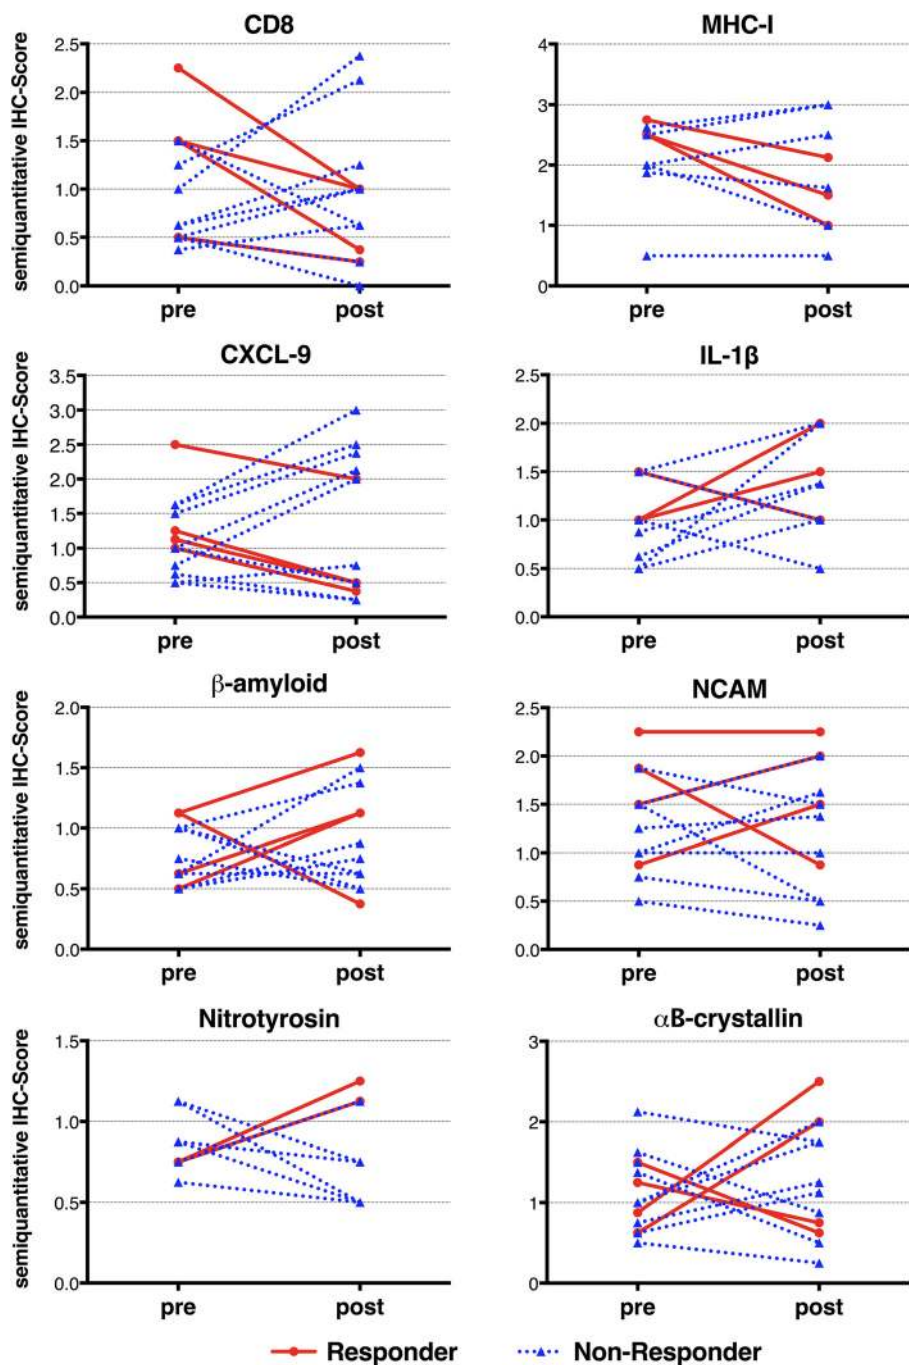 CD8
semiquantitative IHC-Score
2.5
2.0
1.5
1.0
0.5
0.0
pre post
MHC-I
4
3
2
1
0
pre post
CXCL-9
semiquantitative IHC-Score
3.5
3.0
2.5
2.0
1.5
1.0
0.5
0.0
pre post
IL-1β
2.5
2.0
1.5
1.0
0.5
0.0
pre post
β-amyloid
semiquantitative IHC-Score
2.0
1.5
1.0
0.5
0.0
pre post
NCAM
2.5
2.0
1.5
1.0
0.5
0.0
pre post
Nitrotyrosin
semiquantitative IHC-Score
1.5
1.0
0.5
0.0
pre post
αB-crystallin
3
2
1
0
pre post
Responder Non-Responder